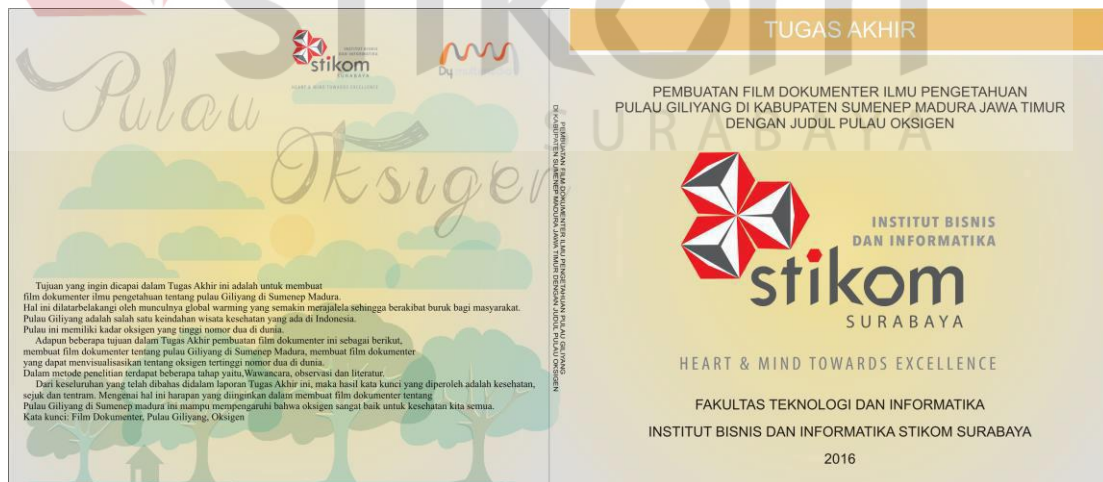 stikom
SURABAYA
Pulau
Oksigen
INSTITUT BISNIS
DAN INFORMATIKA
stikom
SURABAYA
HEART & MIND TOWARDS EXCELLENCE
Tujuan yang ingin dicapai dalam Tugas Akhir ini adalah untuk membuat
film dokumenter ilmu pengetahuan tentang pulau Giliyang di Sumenep Madura.
Hal ini dilatarbelakangi oleh munculnya global warming yang semakin merajalela sehingga berakibat buruk bagi masyarakat.
Pulau Giliyang adalah salah satu keindahan wisata kesehatan yang ada di Indonesia.
Pulau ini memiliki kadar oksigen yang tinggi nomor dua di dunia.
Adapun beberapa tujuan dalam Tugas Akhir pembuatan film dokumenter ini sebagai berikut,
membuat film dokumenter tentang pulau Giliyang di Sumenep Madura, membuat film dokumenter
yang dapat menvisualisasikan tentang oksigen tertinggi nomor dua di dunia.
Dalam metode penelitian terdapat beberapa tahap yaitu,Wawancara, observasi dan literatur.
Dari keseluruhan yang telah dibahas didalam laporan Tugas Akhir ini, maka hasil kata kunci yang diperoleh adalah kesehatan,
sejuk dan tentram. Mengenai hal ini harapan yang diinginkan dalam membuat film dokumenter tentang
Pulau Giliyang di Sumenep madura ini mampu mempengaruhi bahwa oksigen sangat baik untuk kesehatan kita semua.
Kata kunci: Film Dokumenter, Pulau Giliyang, Oksigen
PEMBUATAN FILM DOKUMENTER ILMU PENGETAHUAN PULAU GILIYANG
DI KABUPATEN SUMENEP MADURA JAWA TIMUR DENGAN JUDUL PULAU OKSIGEN
TUGAS AKHIR
PEMBUATAN FILM DOKUMENTER ILMU PENGETAHUAN
PULAU GILIYANG DI KABUPATEN SUMENEP MADURA JAWA TIMUR
DENGAN JUDUL PULAU OKSIGEN
INSTITUT BISNIS
DAN INFORMATIKA
stikom
SURABAYA
HEART & MIND TOWARDS EXCELLENCE
FAKULTAS TEKNOLOGI DAN INFORMATIKA
INSTITUT BISNIS DAN INFORMATIKA STIKOM SURABAYA
2016